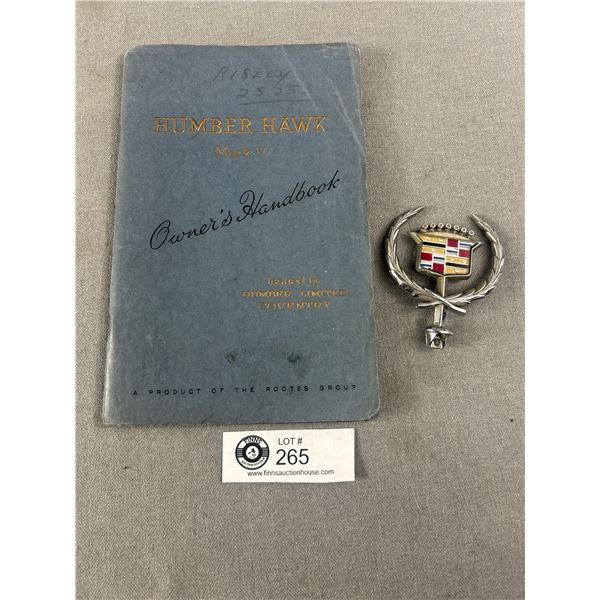 RISELY
HUMBER HAWK
Mark
Owner's Handbook
Issued by
HUMBER LIMITED
COVENTRY
A PRODUCT OF THE ROOTES GROUP
LOT #
265
www.finnsauctionhouse.com